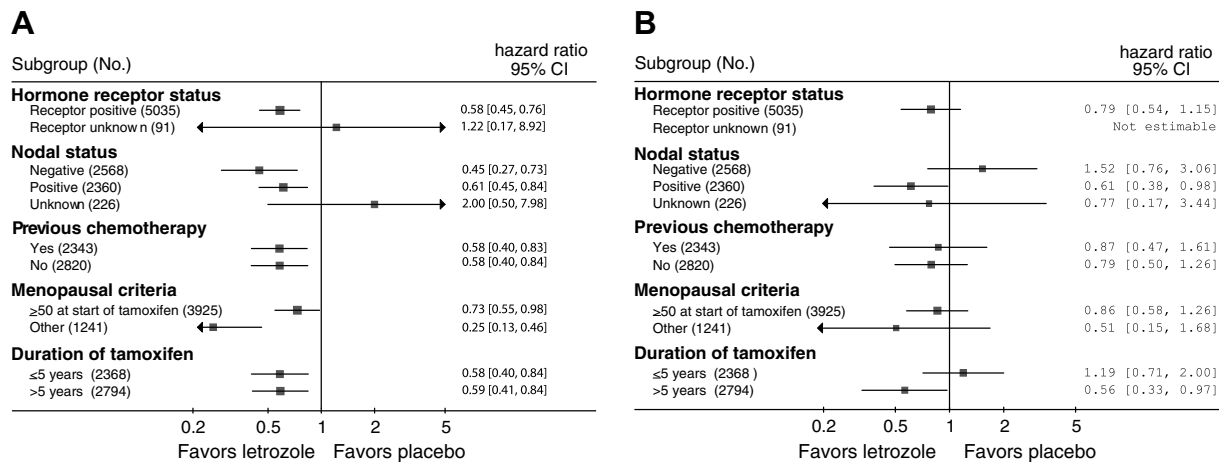 A
Subgroup (No.)
hazard ratio
95% CI
Hormone receptor status
Receptor positive (5035) 0.58 [0.45, 0.76]
Receptor unknown (91) 1.22 [0.17, 8.92]
Nodal status
Negative (2568) 0.45 [0.27, 0.73]
Positive (2360) 0.61 [0.45, 0.84]
Unknown (226) 2.00 [0.50, 7.98]
Previous chemotherapy
Yes (2343) 0.58 [0.40, 0.83]
No (2820) 0.58 [0.40, 0.84]
Menopausal criteria
≥50 at start of tamoxifen (3925) 0.73 [0.55, 0.98]
Other (1241) 0.25 [0.13, 0.46]
Duration of tamoxifen
≤5 years (2368) 0.58 [0.40, 0.84]
>5 years (2794) 0.59 [0.41, 0.84]
0.2 0.5 1 2 5
Favors letrozole Favors placebo
B
Subgroup (No.)
hazard ratio
95% CI
Hormone receptor status
Receptor positive (5035) 0.79 [0.54, 1.15]
Receptor unknown (91) Not estimable
Nodal status
Negative (2568) 1.52 [0.76, 3.06]
Positive (2360) 0.61 [0.38, 0.98]
Unknown (226) 0.77 [0.17, 3.44]
Previous chemotherapy
Yes (2343) 0.87 [0.47, 1.61]
No (2820) 0.79 [0.50, 1.26]
Menopausal criteria
≥50 at start of tamoxifen (3925) 0.86 [0.58, 1.26]
Other (1241) 0.51 [0.15, 1.68]
Duration of tamoxifen
≤5 years (2368 ) 1.19 [0.71, 2.00]
>5 years (2794) 0.56 [0.33, 0.97]
0.2 0.5 1 2 5
Favors letrozole Favors placebo